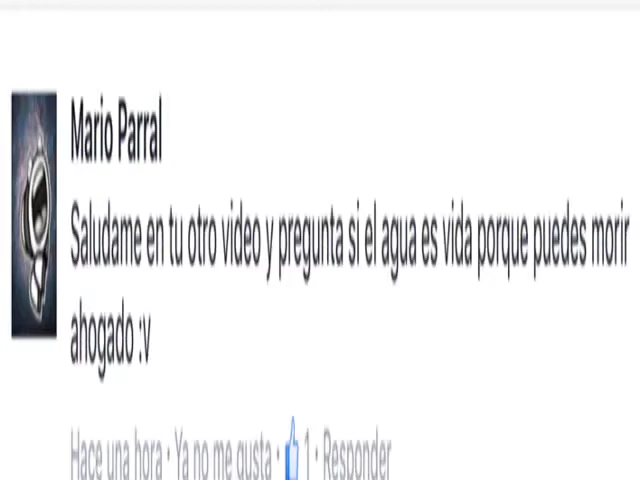 Mario Parral
Saludame en tu otro video y pregunta si el agua es vida porque puedes morir
ahogado :v
Hace una hora · Ya no me gusta · 1 · Responder